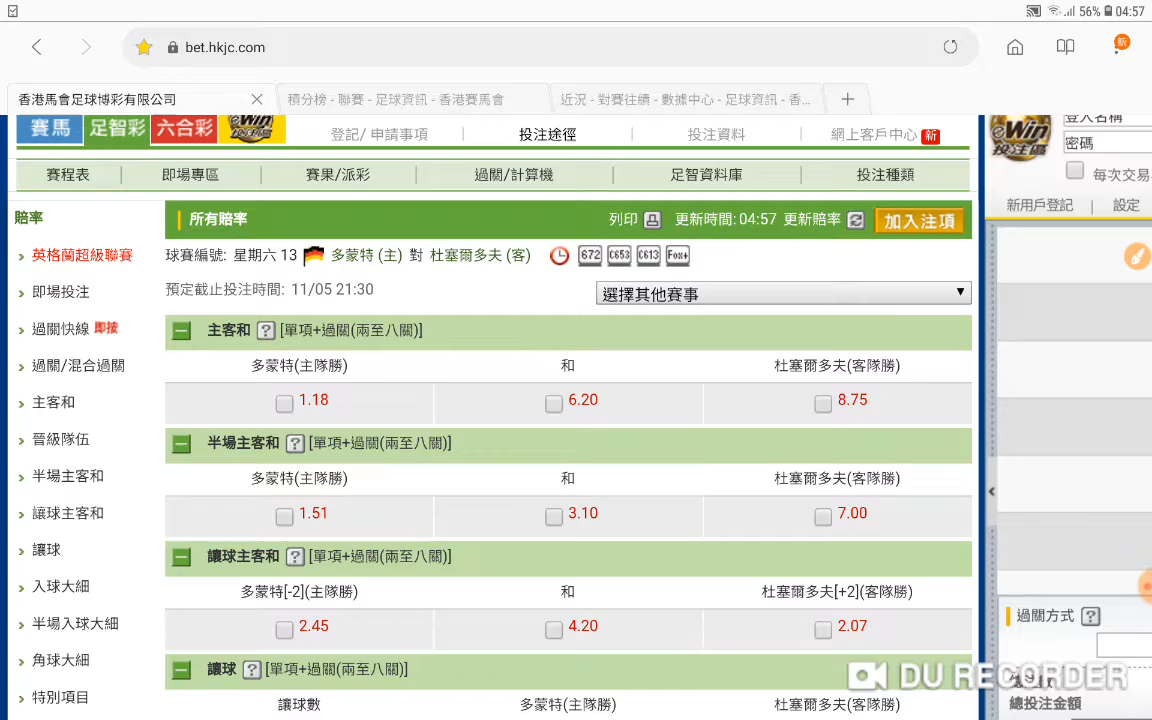 56% 04:57
bet.hkjc.com
新
香港馬會足球博彩有限公司
積分榜 - 聯賽 - 足球資訊 - 香港賽馬會
近況 - 對賽往績 - 數據中心 - 足球資訊 - 香...
賽馬 足智彩 六合彩 eWin 投注區
登記/ 申請事項 | 投注途徑 | 投注資料 | 網上客戶中心 新
eWin 投注區
登入名稱
密碼
每次交易
賽程表 | 即場專區 | 賽果/派彩 | 過關/計算機 | 足智資料庫 | 投注種類
新用戶登記 | 設定
賠率
英格蘭超級聯賽
即場投注
過關快線 即按
過關/混合過關
主客和
晉級隊伍
半場主客和
讓球主客和
讓球
入球大細
半場入球大細
角球大細
特別項目
所有賠率 列印 更新時間: 04:57 更新賠率 加入注項
球賽編號: 星期六 13 多蒙特 (主) 對 杜塞爾多夫 (客) 672 C653 C613 Fox+
預定截止投注時間: 11/05 21:30 選擇其他賽事
主客和 ? [單項+過關(兩至八關)]
多蒙特(主隊勝) 和 杜塞爾多夫(客隊勝)
1.18 6.20 8.75
半場主客和 ? [單項+過關(兩至八關)]
多蒙特(主隊勝) 和 杜塞爾多夫(客隊勝)
1.51 3.10 7.00
讓球主客和 ? [單項+過關(兩至八關)]
多蒙特[-2](主隊勝) 和 杜塞爾多夫[+2](客隊勝)
2.45 4.20 2.07
讓球 ? [單項+過關(兩至八關)]
讓球數 多蒙特(主隊勝) 杜塞爾多夫(客隊勝)
過關方式 ?
DU RECORDER
總投注金額